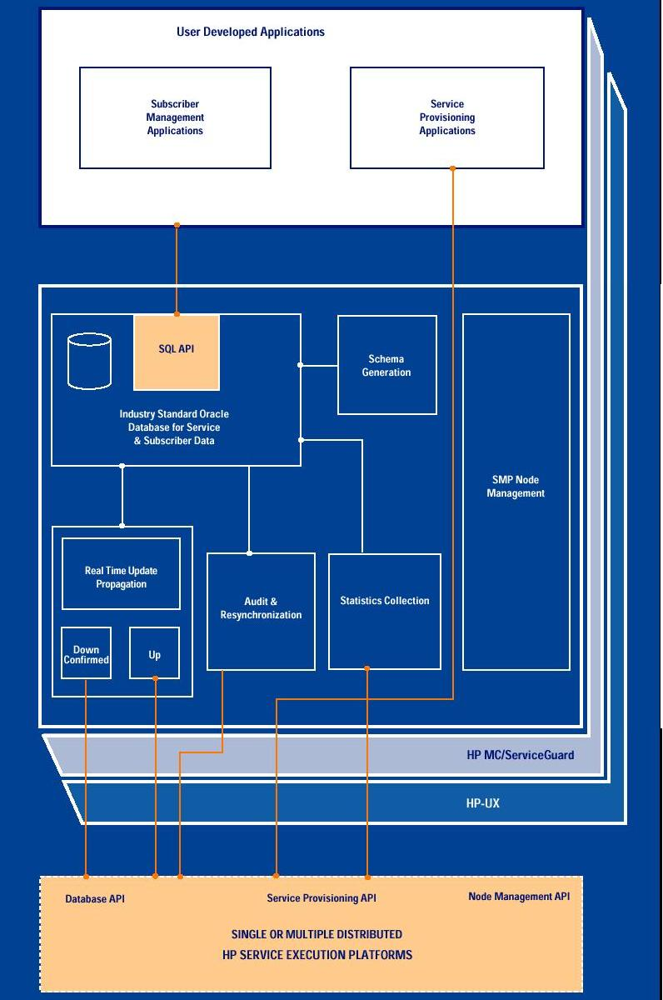 User Developed Applications
Subscriber
Management
Applications
Service
Provisioning
Applications
SQL API
Schema
Generation
Industry Standard Oracle
Database for Service
& Subscriber Data
SMP Node
Management
Real Time Update
Propagation
Down
Confirmed
Up
Audit &
Resynchronization
Statistics Collection
HP MC/ServiceGuard
HP-UX
Database API
Service Provisioning API
Node Management API
SINGLE OR MULTIPLE DISTRIBUTED
HP SERVICE EXECUTION PLATFORMS